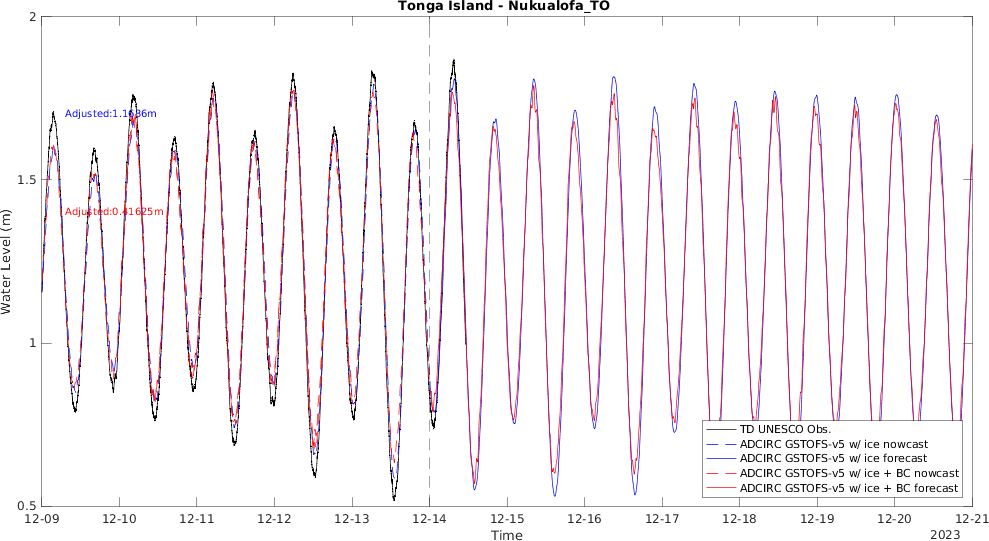 Tonga Island - Nukualofa_TO
2
1.5
1
0.5
Water Level (m)
Adjusted:1.1636m
Adjusted:0.41625m
TD UNESCO Obs.
ADCIRC GSTOFS-v5 w/ ice nowcast
ADCIRC GSTOFS-v5 w/ ice forecast
ADCIRC GSTOFS-v5 w/ ice + BC nowcast
ADCIRC GSTOFS-v5 w/ ice + BC forecast
12-09 12-10 12-11 12-12 12-13 12-14 12-15 12-16 12-17 12-18 12-19 12-20 12-21
Time
2023